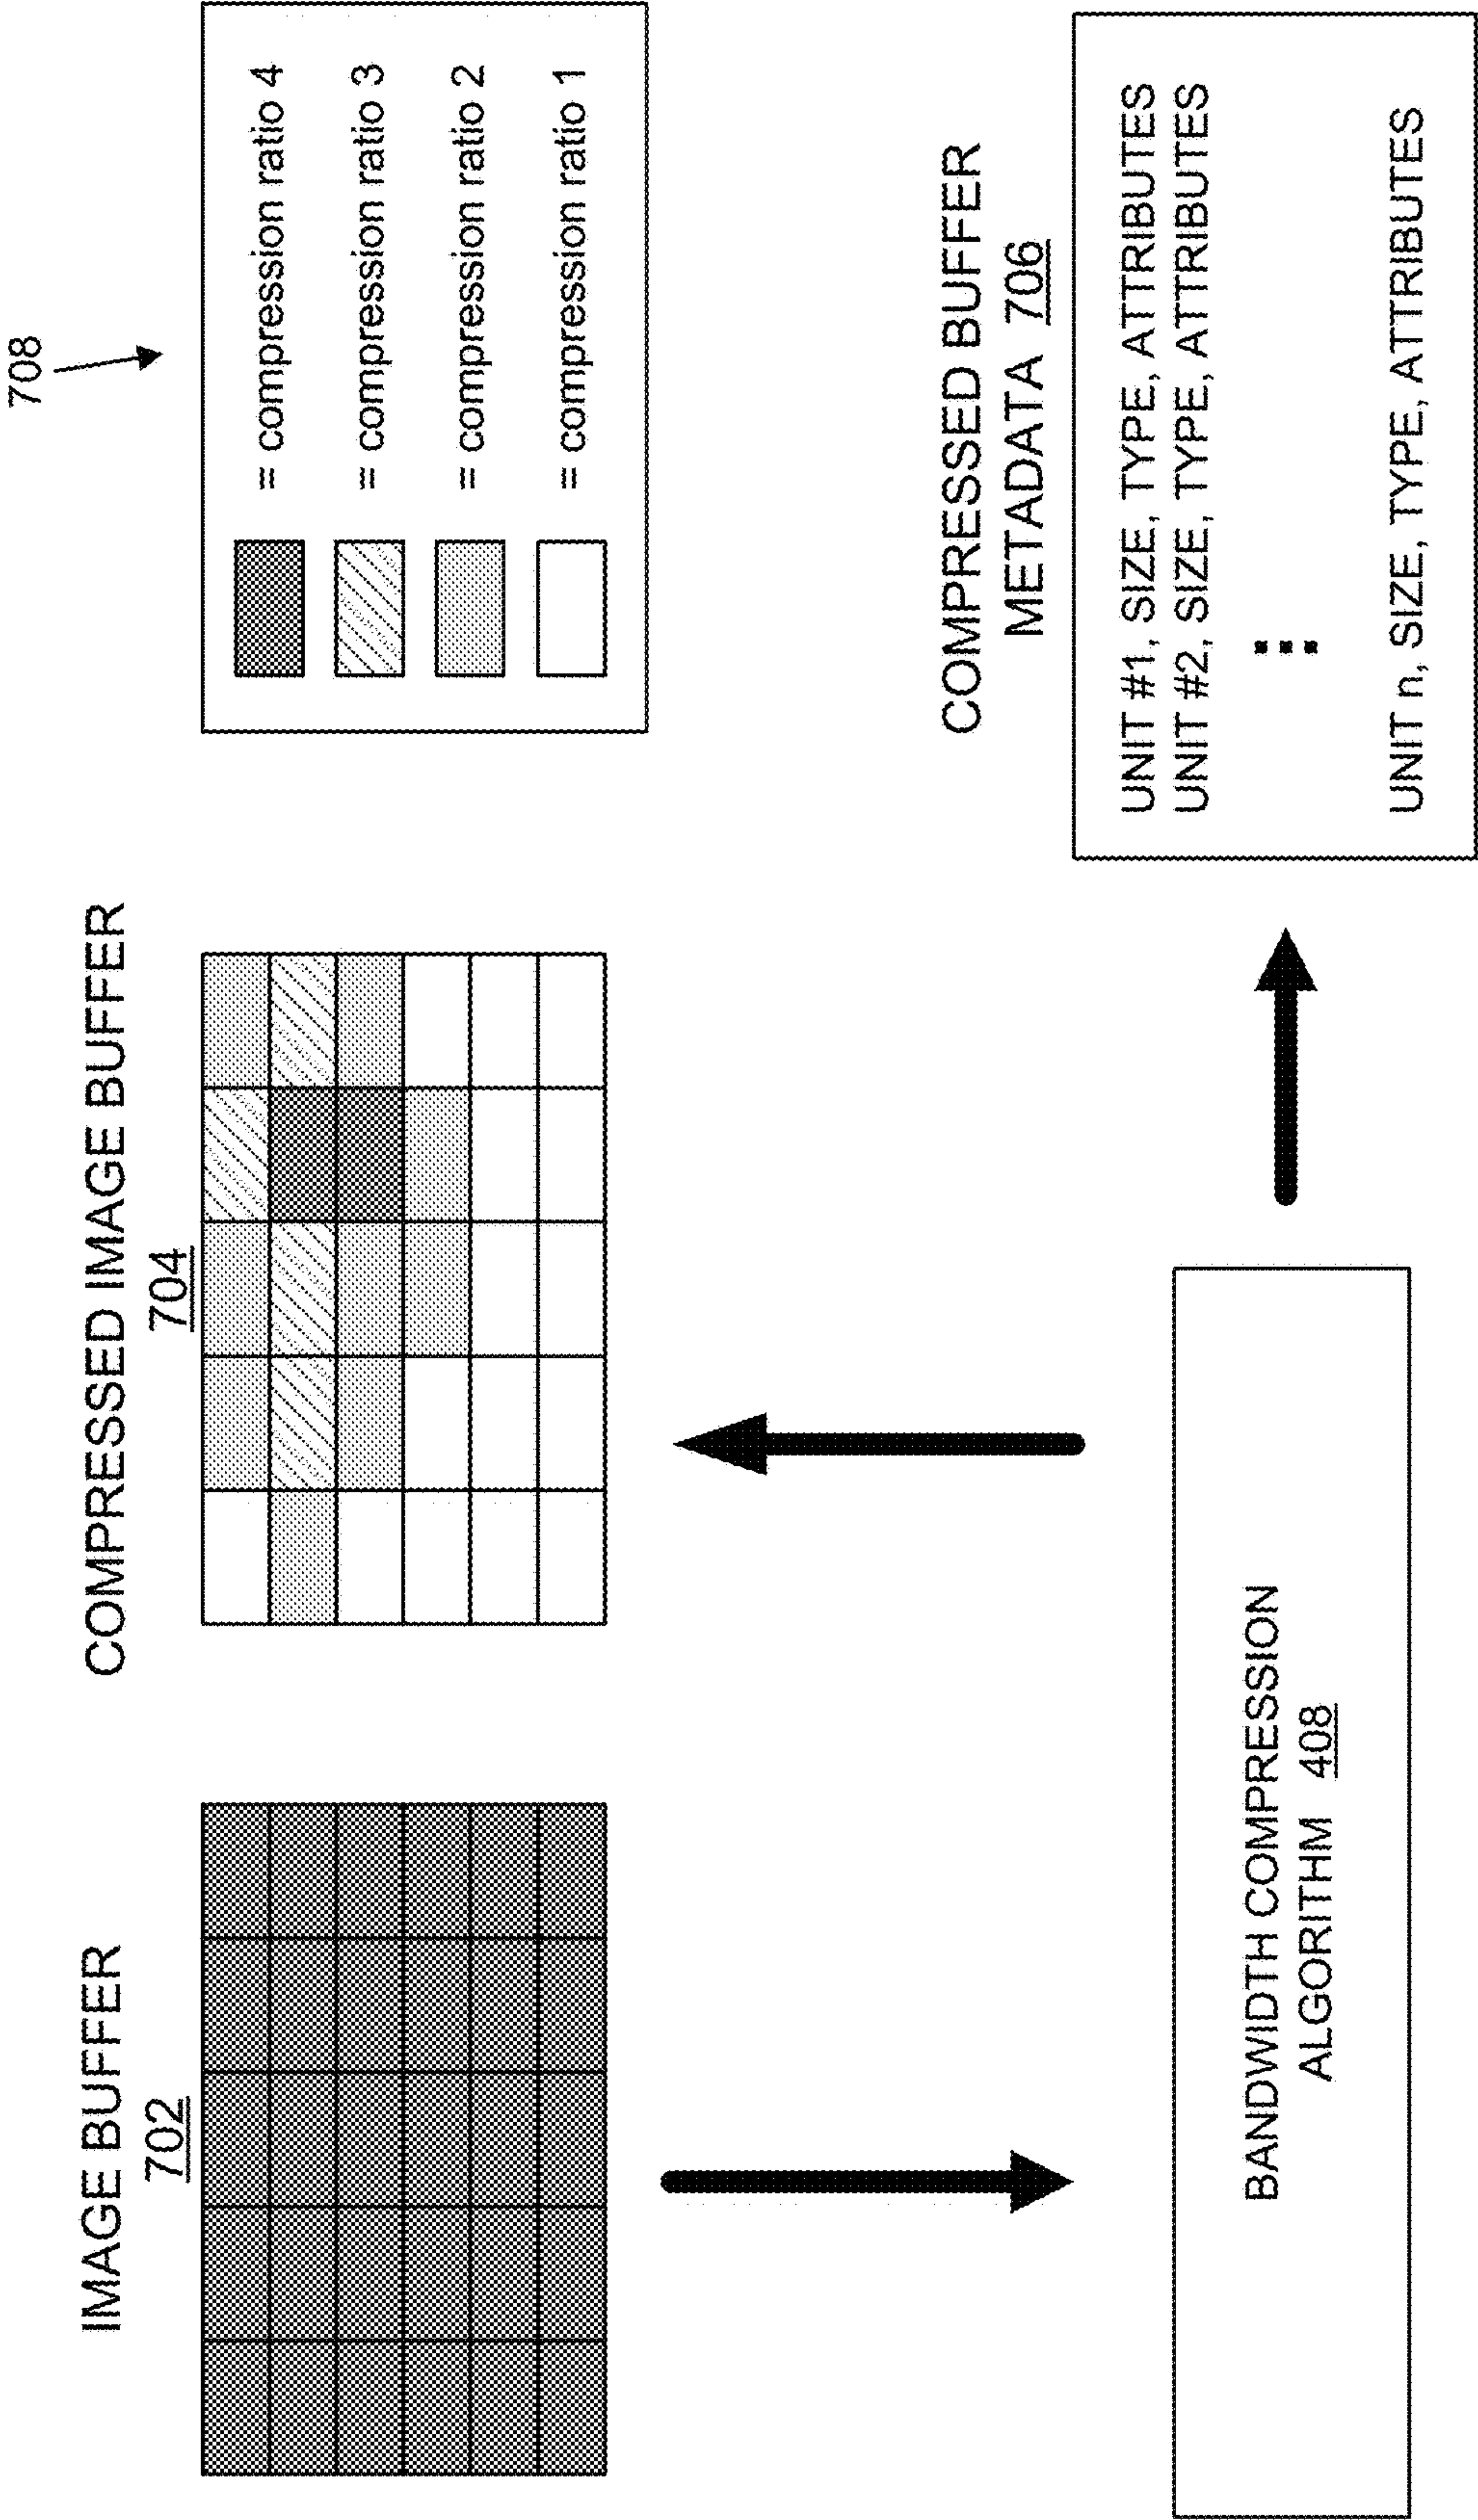 IMAGE BUFFER
702
COMPRESSED IMAGE BUFFER
704
708
= compression ratio 4
= compression ratio 3
= compression ratio 2
= compression ratio 1
BANDWIDTH COMPRESSION
ALGORITHM 408
COMPRESSED BUFFER
METADATA 706
UNIT #1, SIZE, TYPE, ATTRIBUTES
UNIT #2, SIZE, TYPE, ATTRIBUTES
UNIT n, SIZE, TYPE, ATTRIBUTES